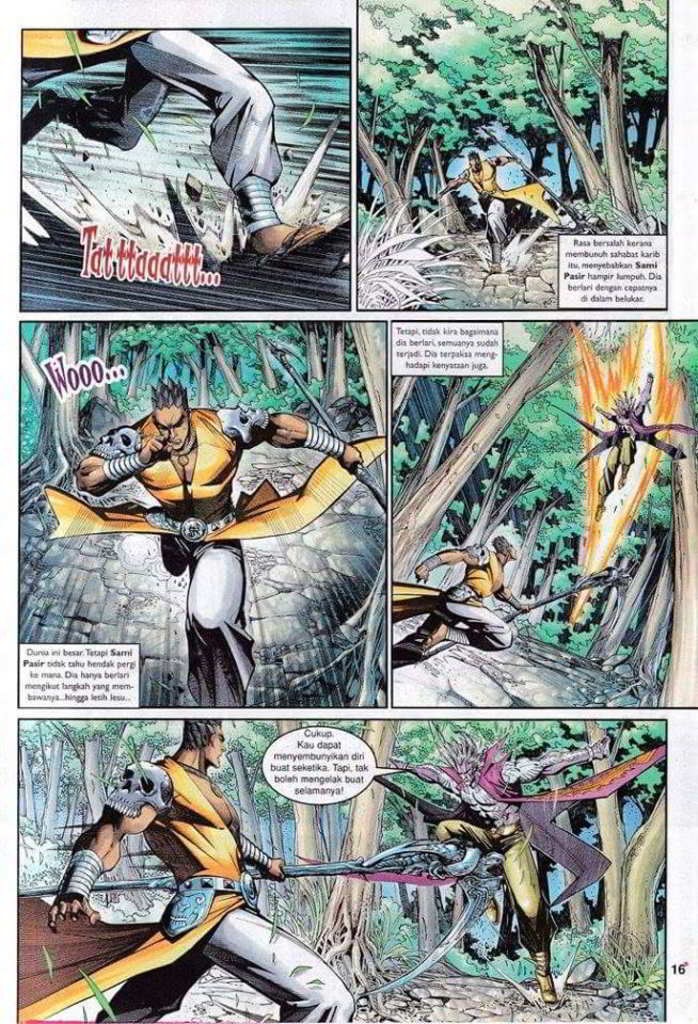 Tat ttaaattt...
Rasa bersalah kerana
membunuh sahabat karib
itu, menyebabkan Sami
Pasir hampir lumpuh. Dia
berlari dengan cepatnya
di dalam belukar.
Wooo...
Dunia ini besar. Tetapi Sami
Pasir tidak tahu hendak pergi
ke mana. Dia hanya berlari
mengikut langkah yang mem-
bawanya...hingga letih lesu...
Tetapi, tidak kira bagaimana
dia berlari, semuanya sudah
terjadi. Dia terpaksa meng-
hadapi kenyataan juga.
Cukup.
Kau dapat
menyembunyikan diri
buat seketika. Tapi, tak
boleh mengelak buat
selamanya!
16